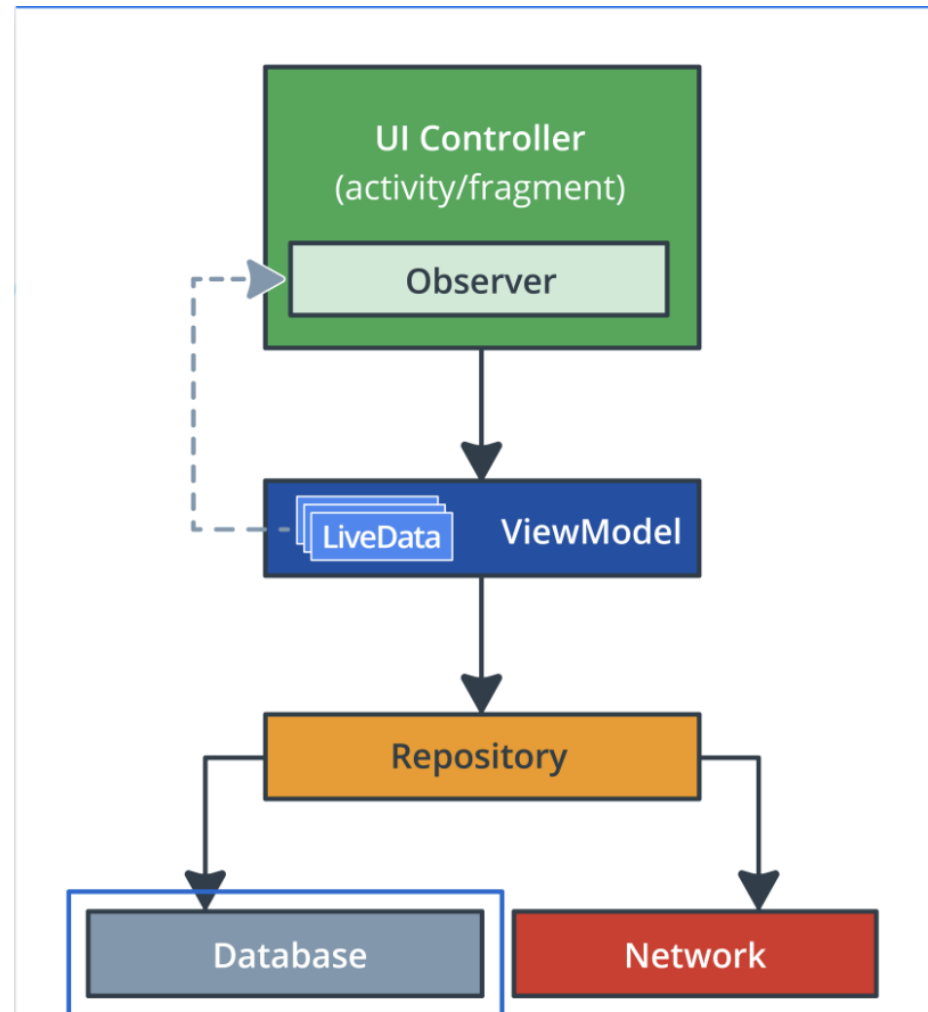 UI Controller
(activity/fragment)
Observer
LiveData
ViewModel
Repository
Database
Network